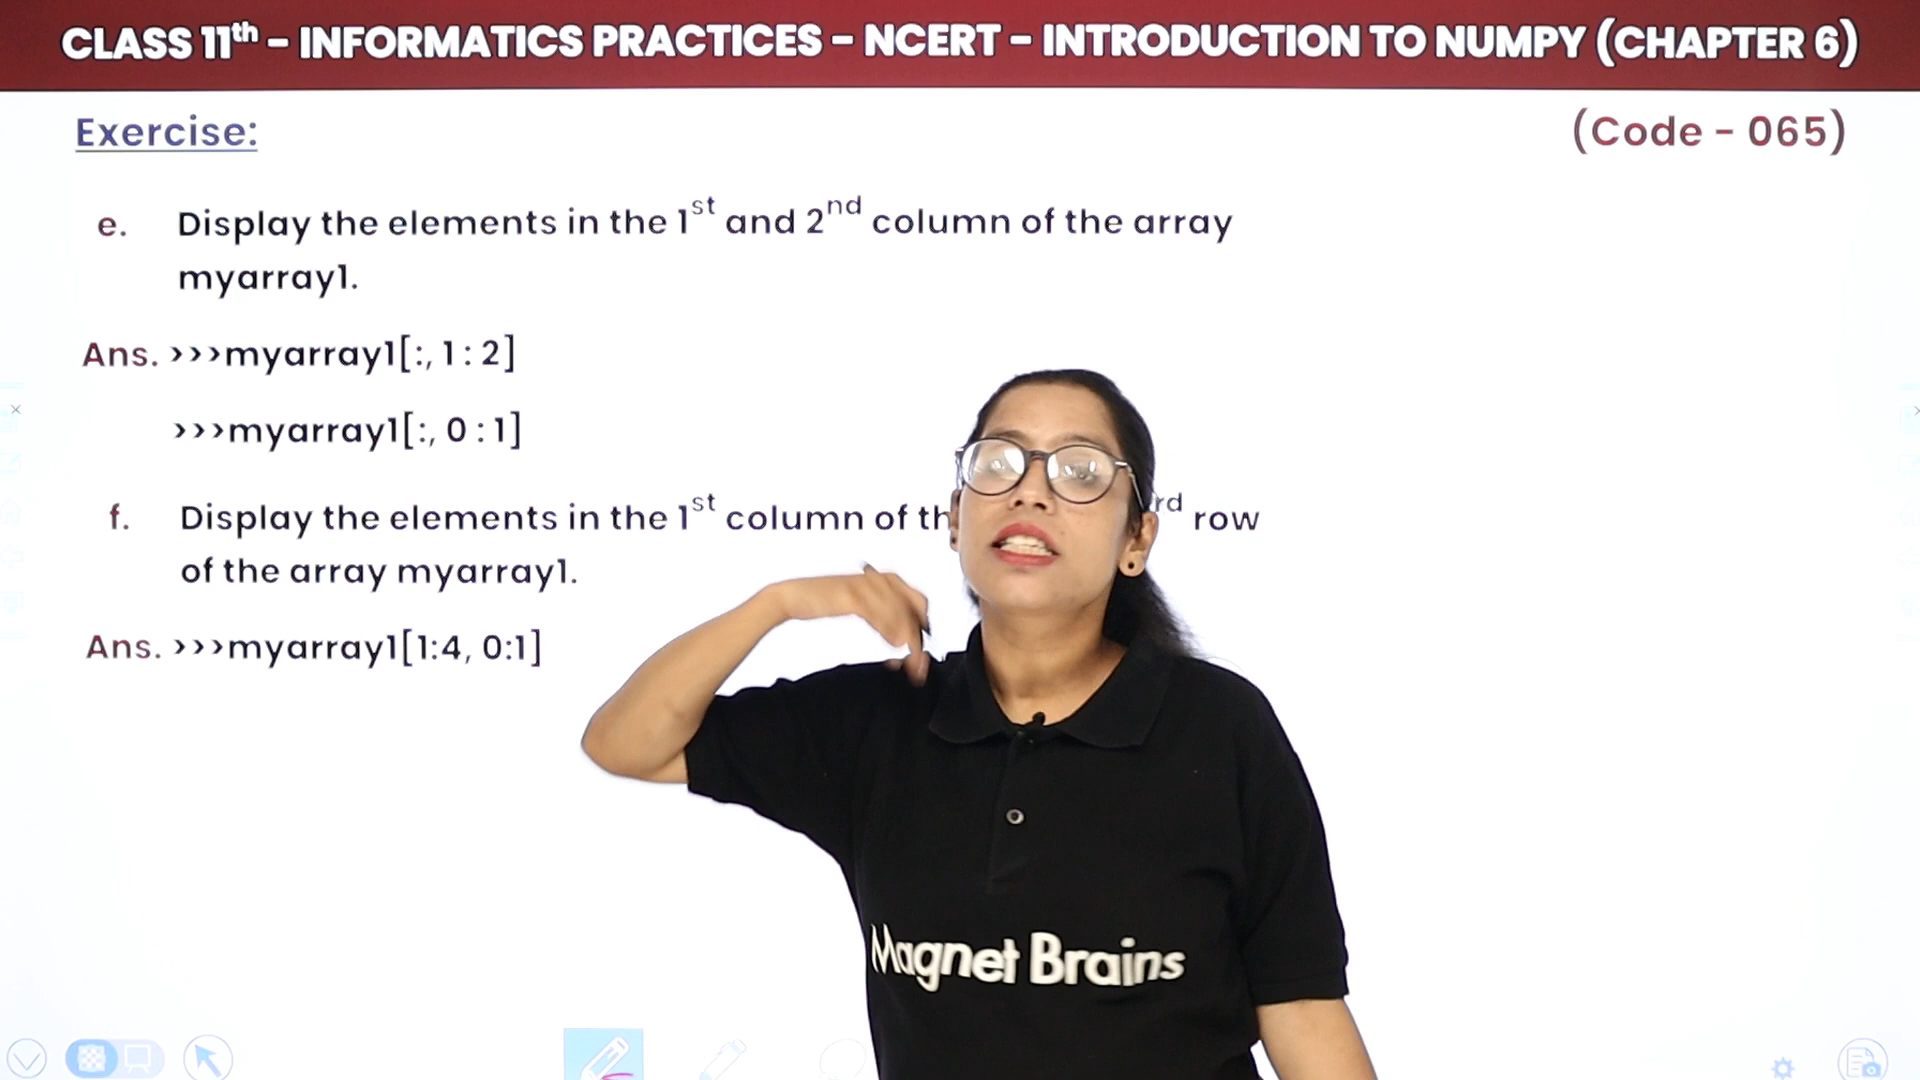 CLASS 11th - INFORMATICS PRACTICES - NCERT - INTRODUCTION TO NUMPY (CHAPTER 6)
Exercise:
(Code - 065)
e. Display the elements in the 1st and 2nd column of the array
myarray1.
Ans. >>>myarray1[:, 1 : 2]
>>>myarray1[:, 0 : 1]
f. Display the elements in the 1st column of row
of the array myarray1.
Ans. >>>myarray1[1:4, 0:1]
Magnet Brains